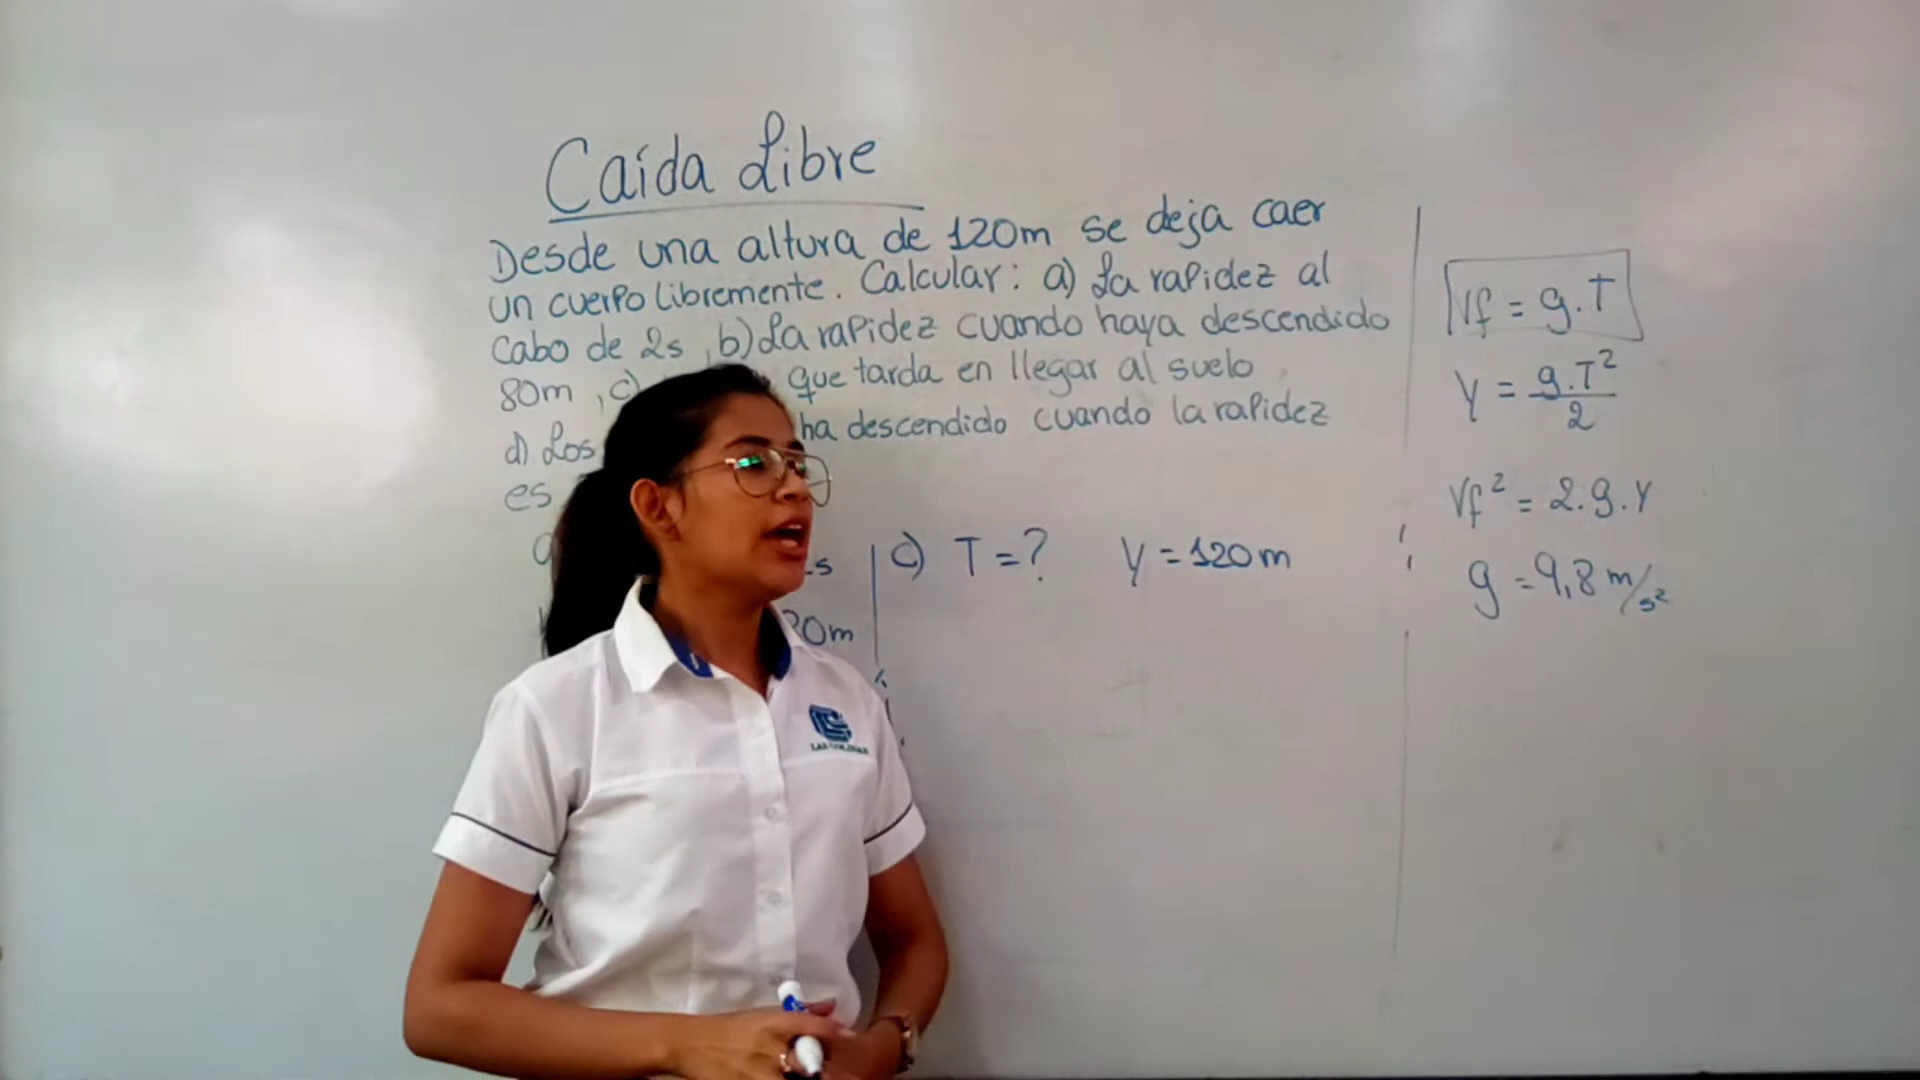 Caída Libre
Desde una altura de 120m se deja caer
un cuerpo libremente. Calcular: a) La rapidez al
cabo de 2s, b) La rapidez cuando haya descendido
80m, c) que tarda en llegar al suelo
d) Los ha descendido cuando la rapidez
es
c) T = ? Y = 120m
Vf = g.T
Y = g.T² / 2
Vf² = 2.g.Y
g = 9,8 m/s²